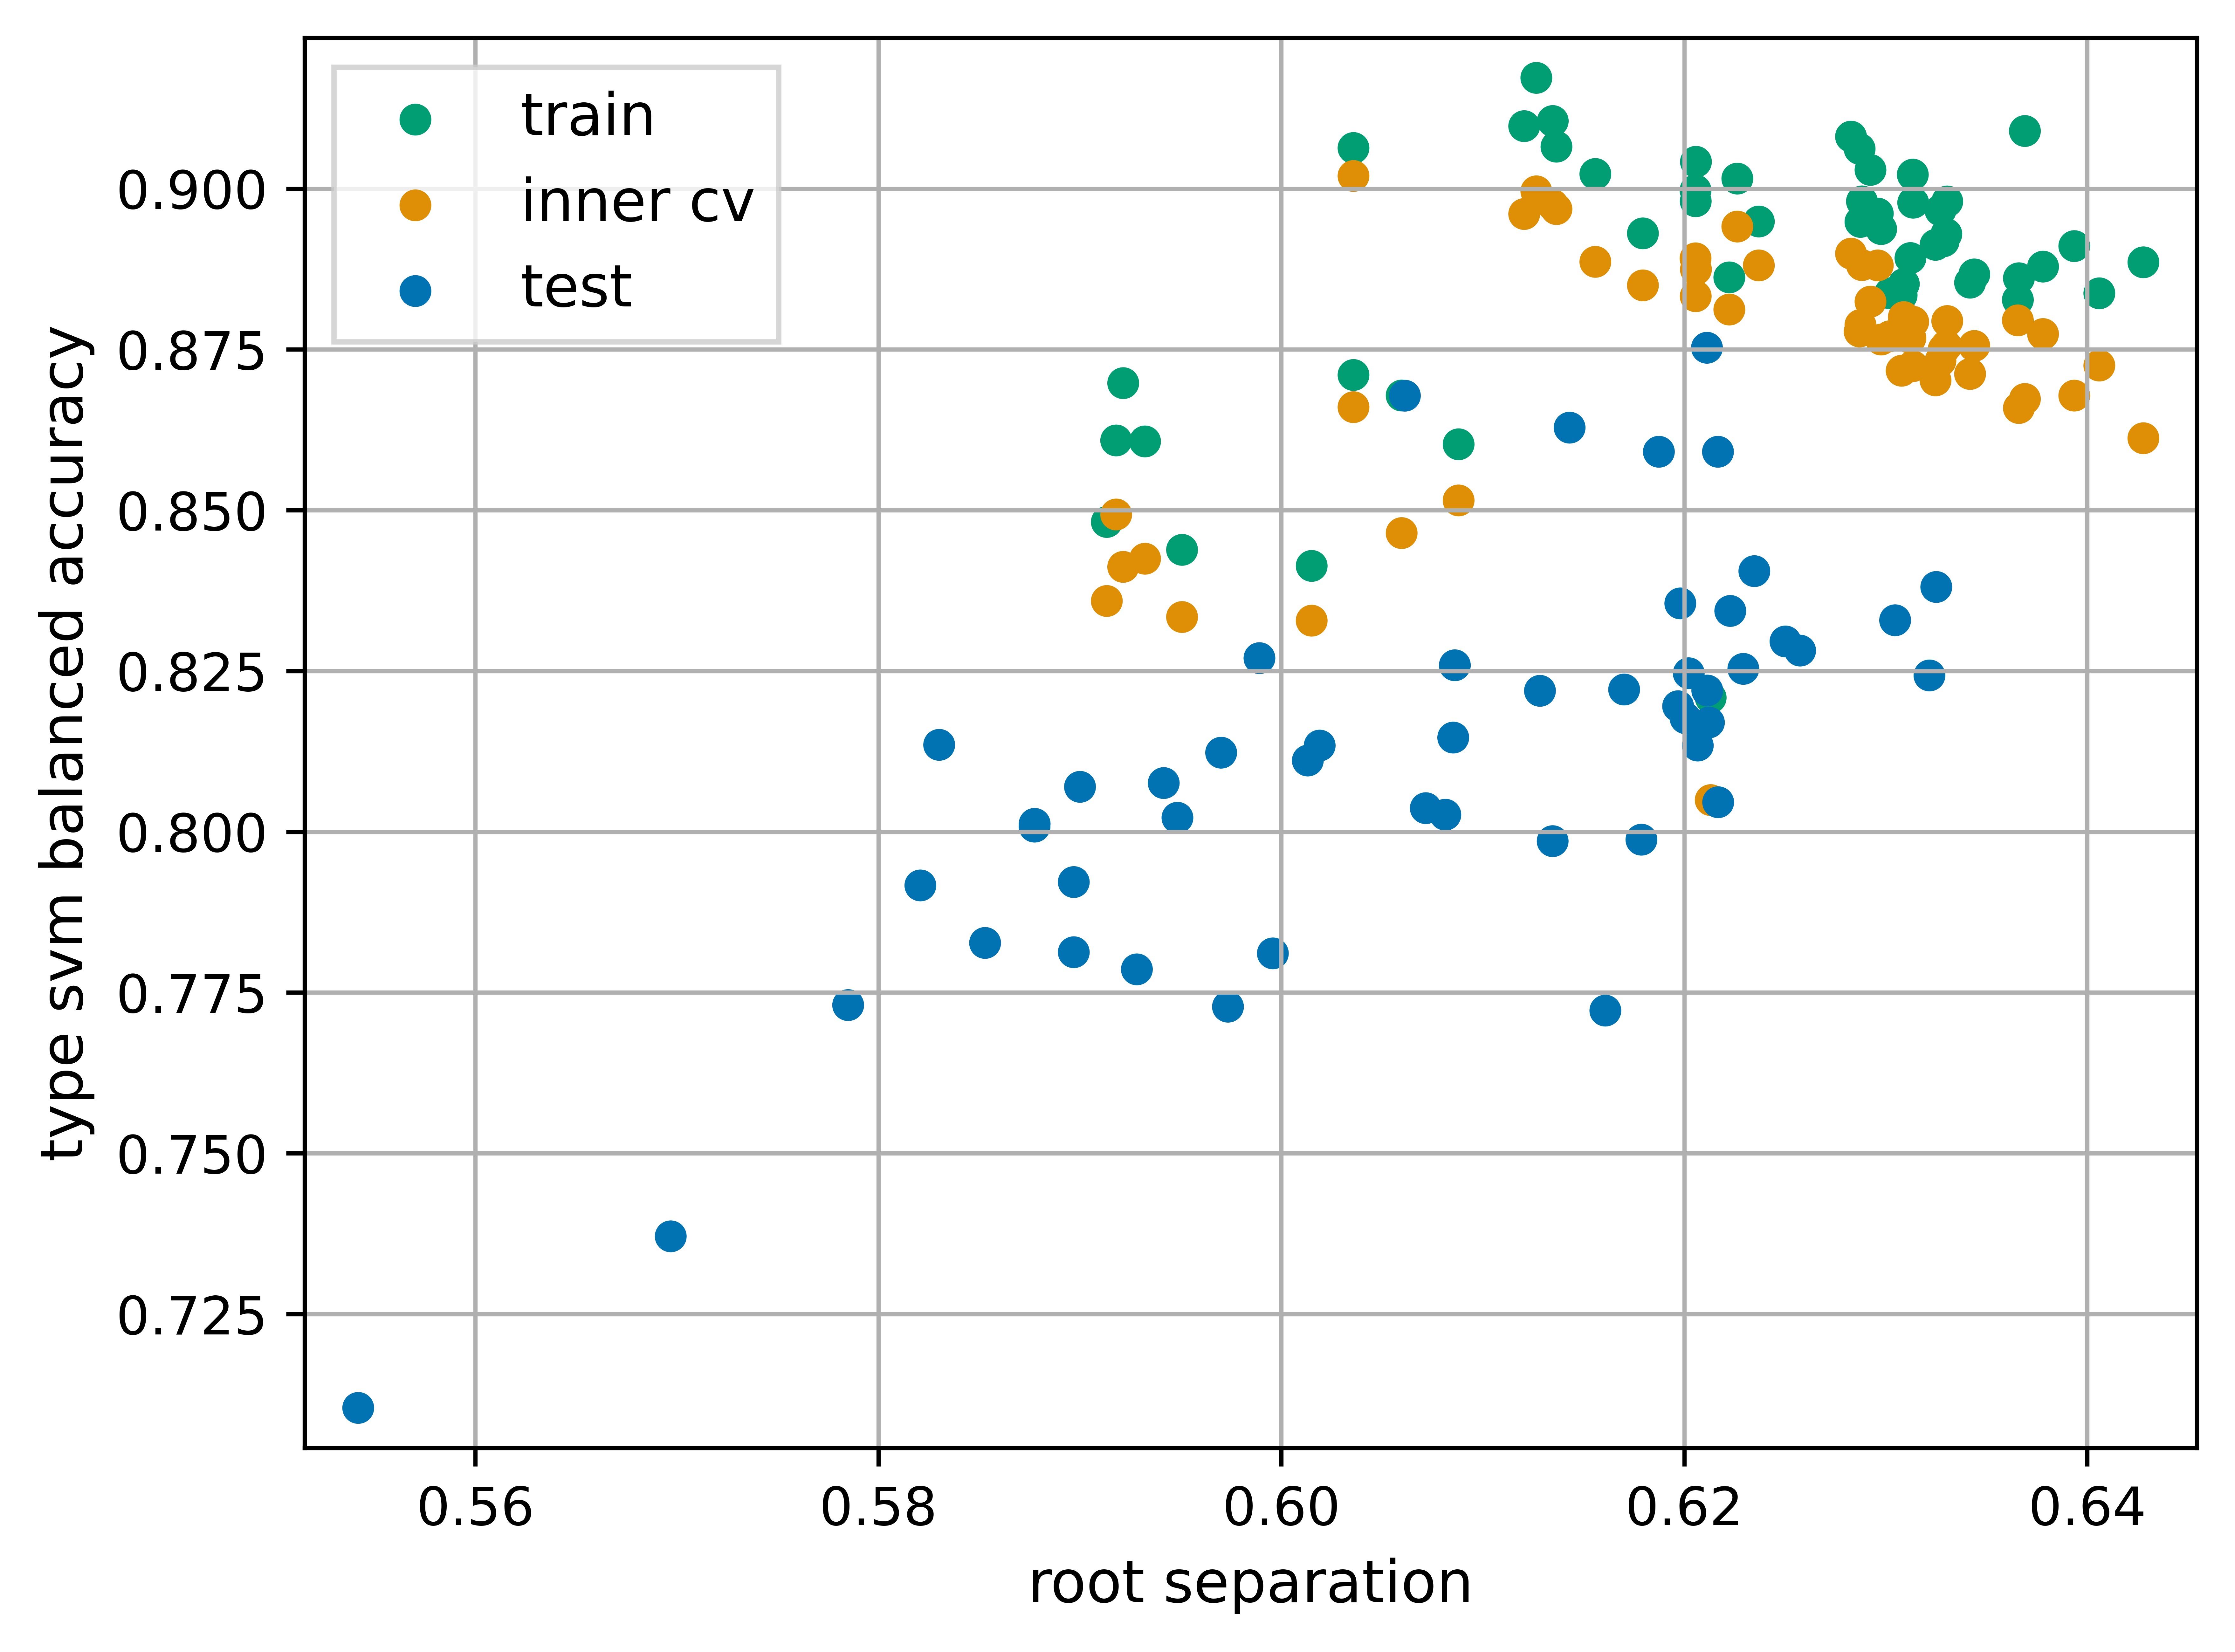 train
inner cv
test
0.900
0.875
0.850
0.825
0.800
0.775
0.750
0.725
type svm balanced accuracy
0.56 0.58 0.60 0.62 0.64
root separation